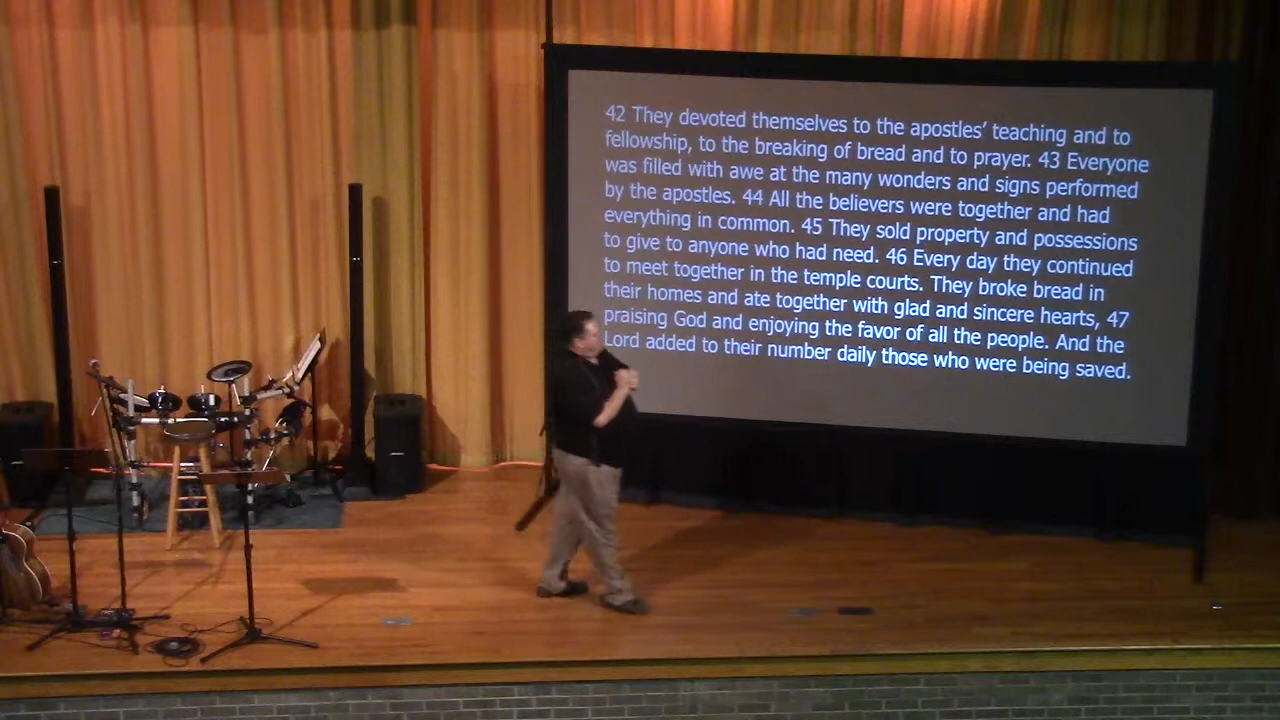 42 They devoted themselves to the apostles’ teaching and to
fellowship, to the breaking of bread and to prayer. 43 Everyone
was filled with awe at the many wonders and signs performed
by the apostles. 44 All the believers were together and had
everything in common. 45 They sold property and possessions
to give to anyone who had need. 46 Every day they continued
to meet together in the temple courts. They broke bread in
their homes and ate together with glad and sincere hearts, 47
praising God and enjoying the favor of all the people. And the
Lord added to their number daily those who were being saved.